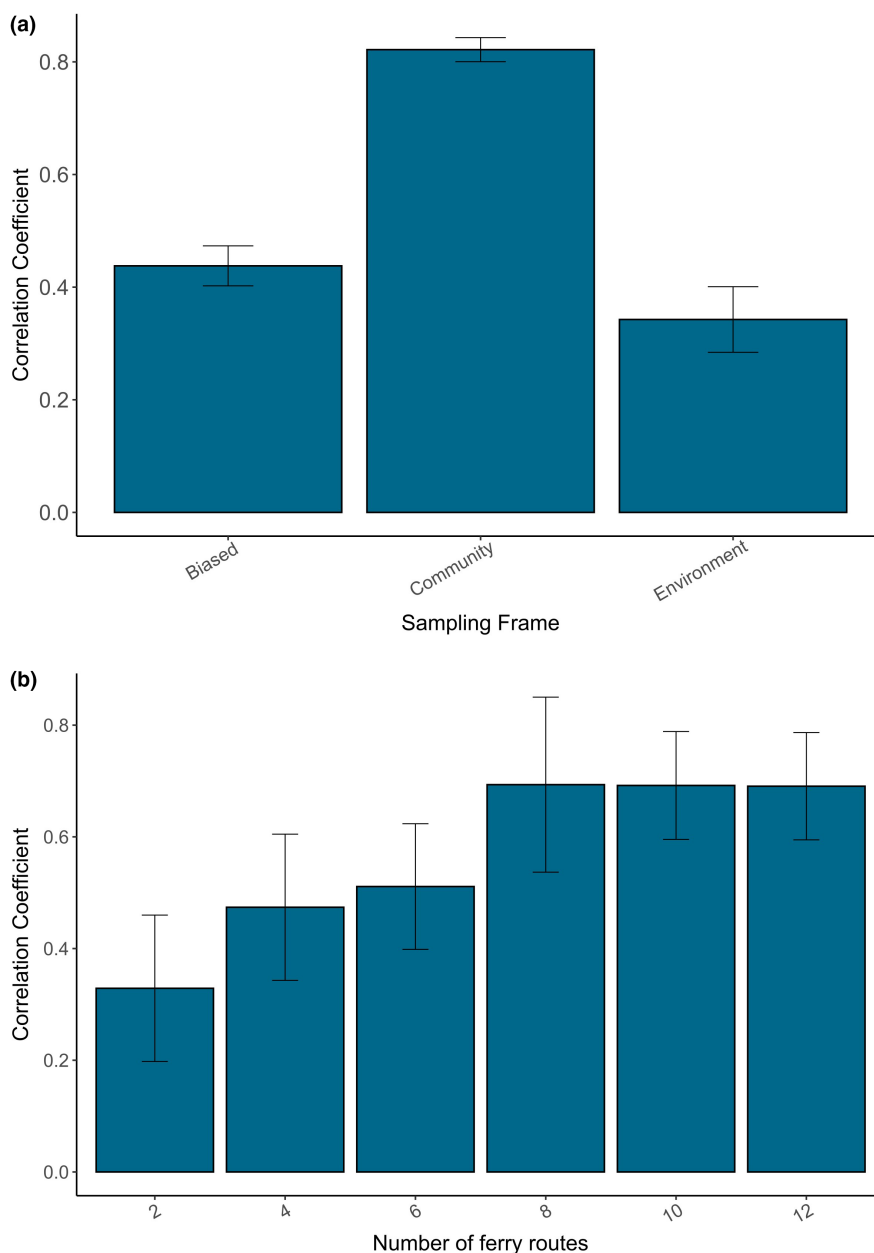 (a)
Correlation Coefficient
0.8
0.6
0.4
0.2
0.0
Biased
Community
Environment
Sampling Frame
(b)
Correlation Coefficient
0.8
0.6
0.4
0.2
0.0
2
4
6
8
10
12
Number of ferry routes